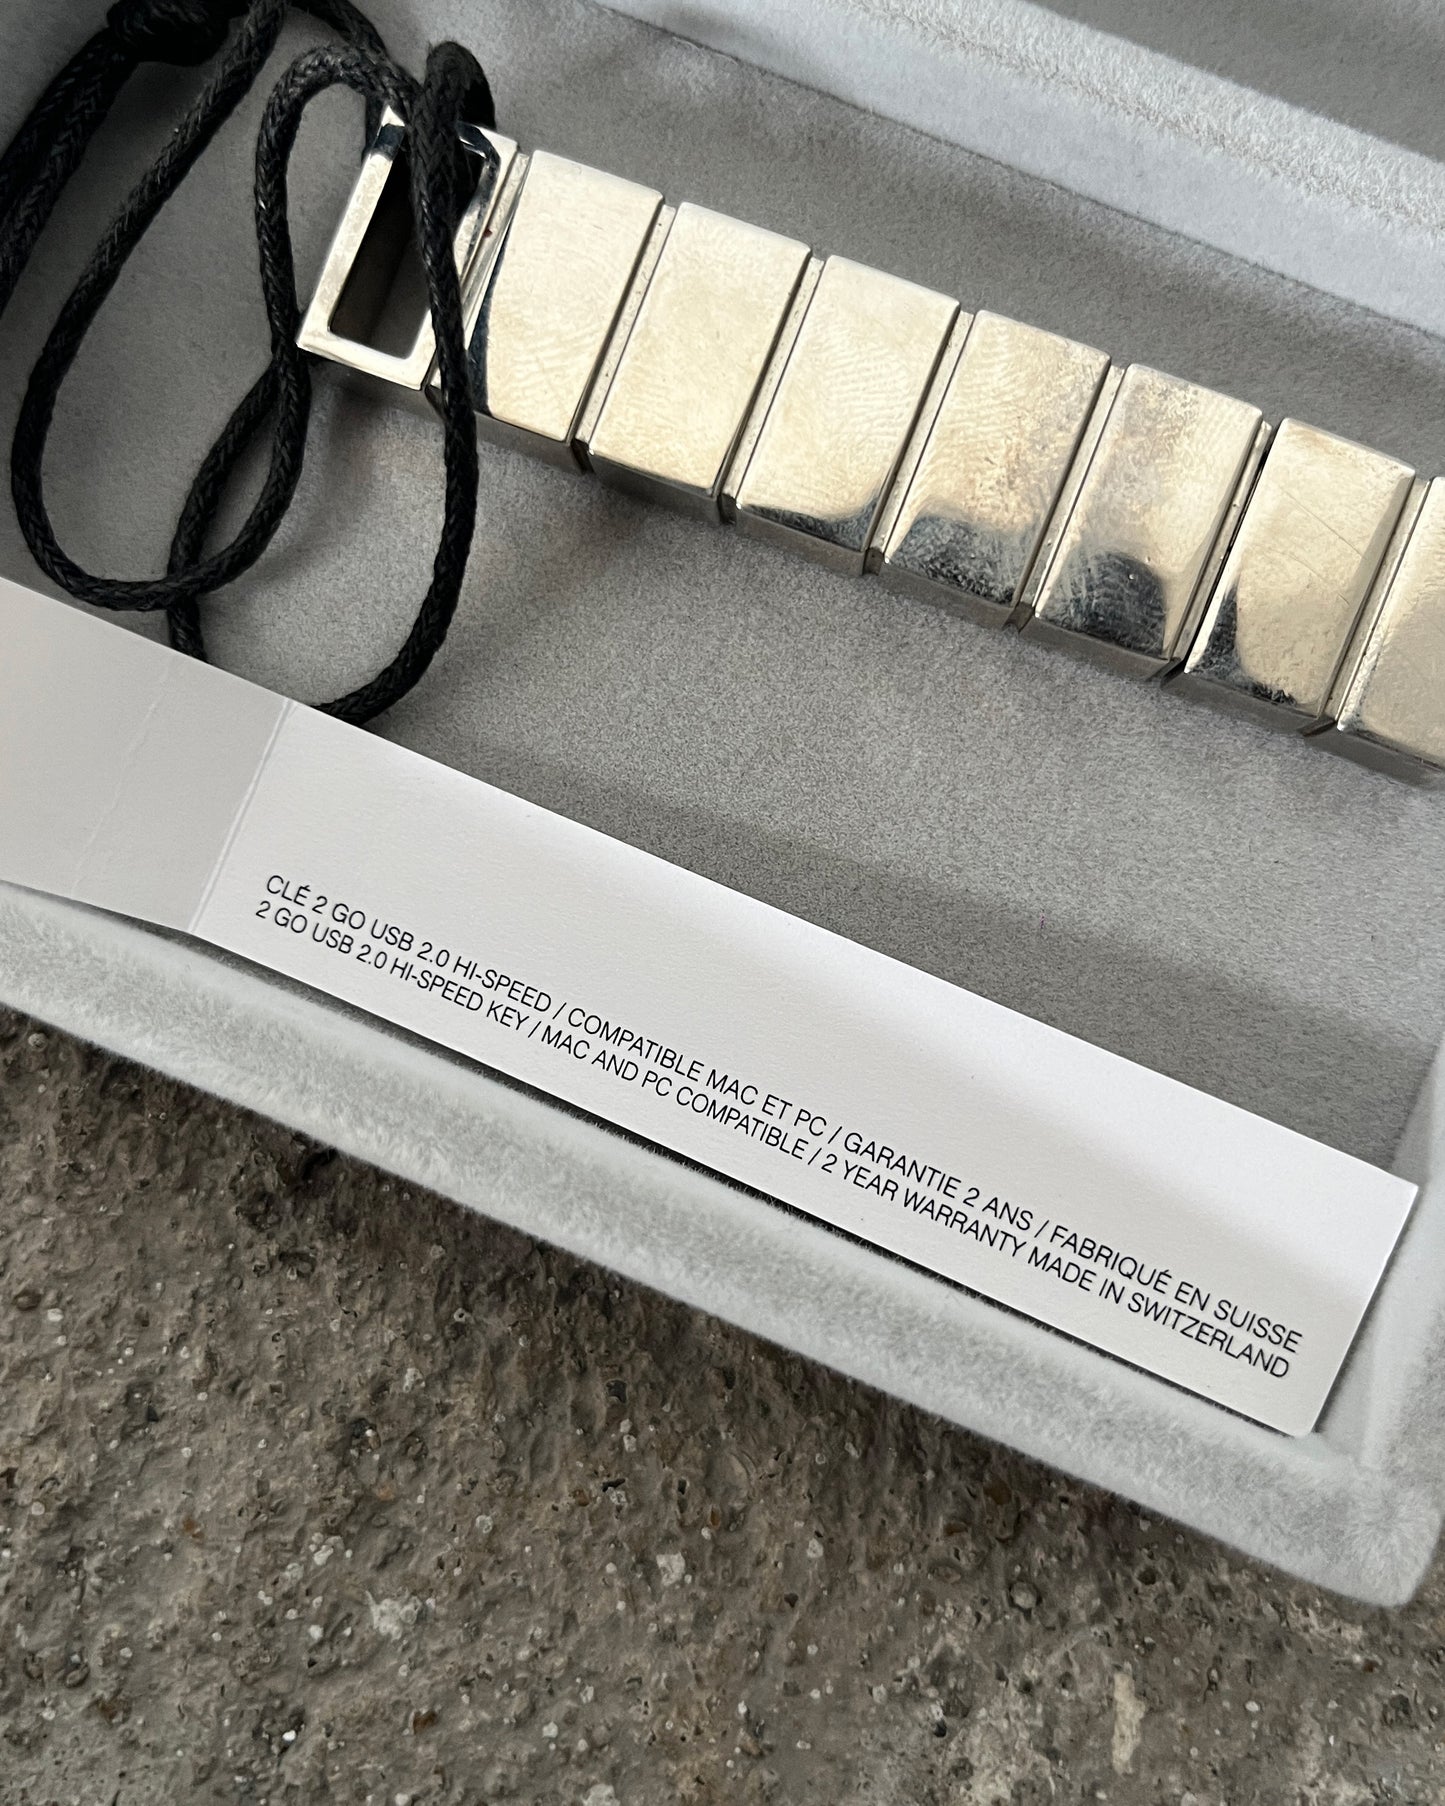 CLÉ 2 GO USB 2.0 HI-SPEED / COMPATIBLE MAC ET PC / GARANTIE 2 ANS / FABRIQUÉ EN SUISSE
2 GO USB 2.0 HI-SPEED KEY / MAC AND PC COMPATIBLE / 2 YEAR WARRANTY MADE IN SWITZERLAND